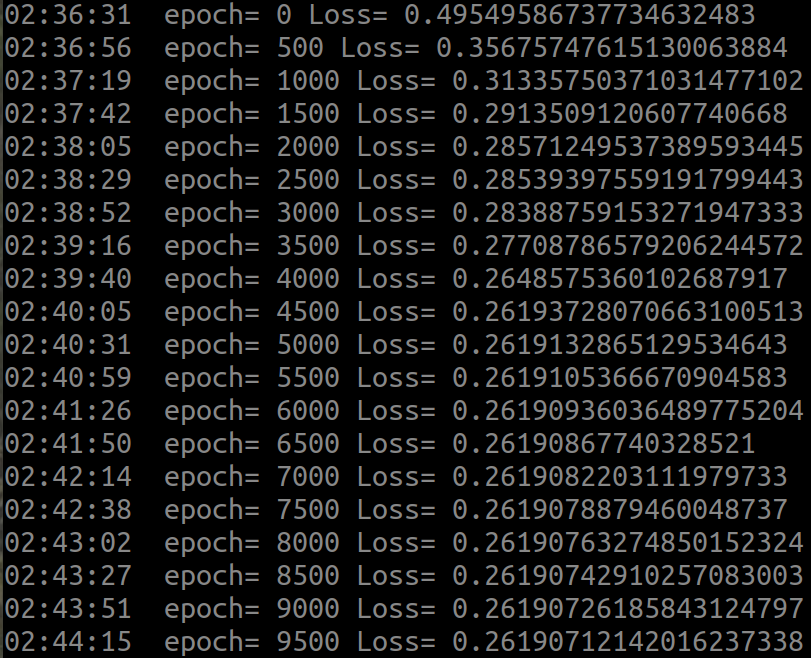 02:36:31  epoch= 0 Loss= 0.49549586737734632483
02:36:56  epoch= 500 Loss= 0.35675747615130063884
02:37:19  epoch= 1000 Loss= 0.31335750371031477102
02:37:42  epoch= 1500 Loss= 0.2913509120607740668
02:38:05  epoch= 2000 Loss= 0.28571249537389593445
02:38:29  epoch= 2500 Loss= 0.28539397559191799443
02:38:52  epoch= 3000 Loss= 0.28388759153271947333
02:39:16  epoch= 3500 Loss= 0.27708786579206244572
02:39:40  epoch= 4000 Loss= 0.2648575360102687917
02:40:05  epoch= 4500 Loss= 0.26193728070663100513
02:40:31  epoch= 5000 Loss= 0.2619132865129534643
02:40:59  epoch= 5500 Loss= 0.2619105366670904583
02:41:26  epoch= 6000 Loss= 0.26190936036489775204
02:41:50  epoch= 6500 Loss= 0.26190867740328521
02:42:14  epoch= 7000 Loss= 0.2619082203111979733
02:42:38  epoch= 7500 Loss= 0.2619078879460048737
02:43:02  epoch= 8000 Loss= 0.26190763274850152324
02:43:27  epoch= 8500 Loss= 0.26190742910257083003
02:43:51  epoch= 9000 Loss= 0.26190726185843124797
02:44:15  epoch= 9500 Loss= 0.26190712142016237338